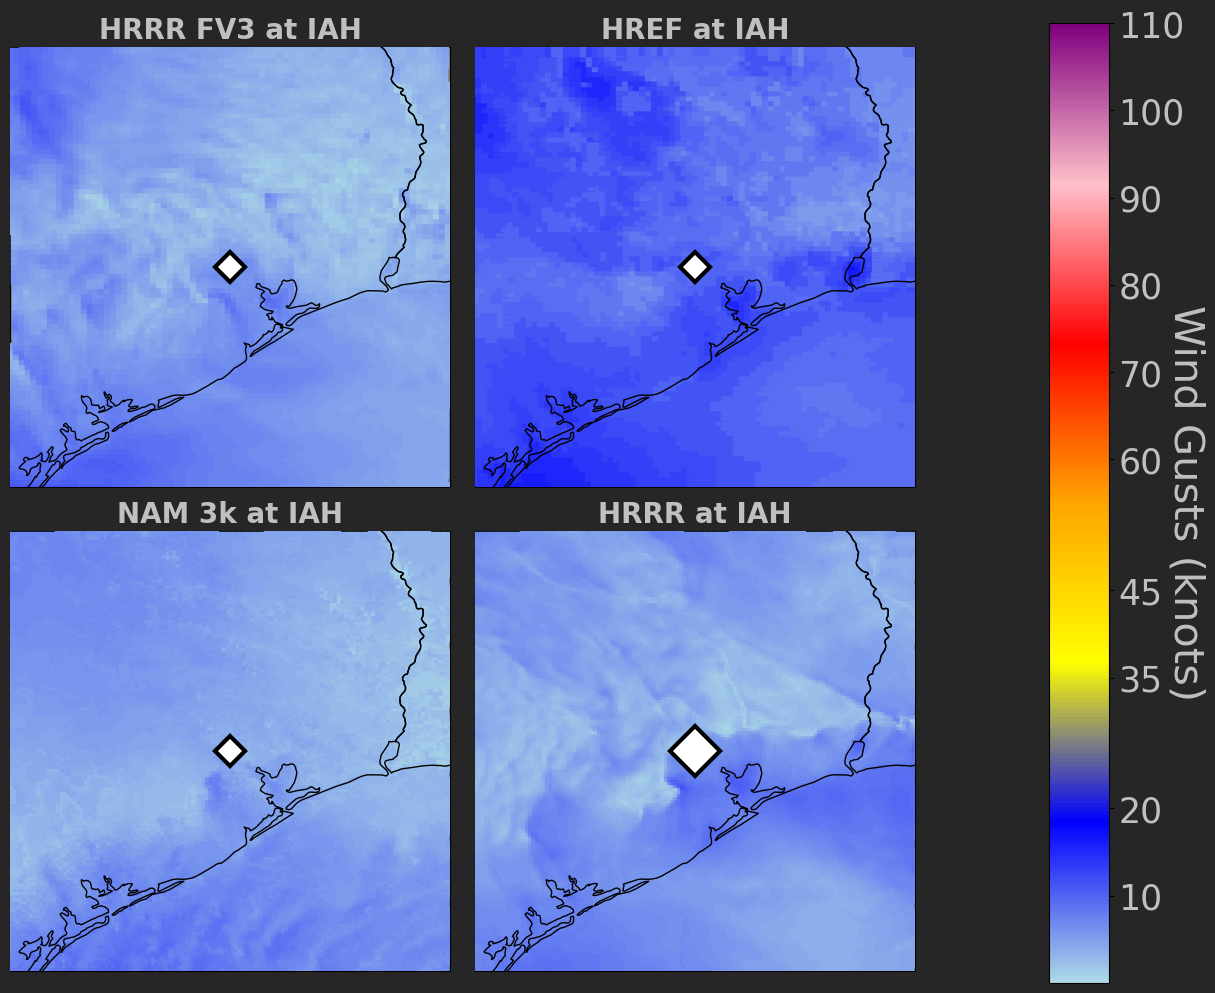 HRRR FV3 at IAH
HREF at IAH
NAM 3k at IAH
HRRR at IAH
110
100
90
80
70
60
45
35
20
10
Wind Gusts (knots)